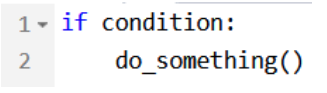 1 if condition:
2     do_something()